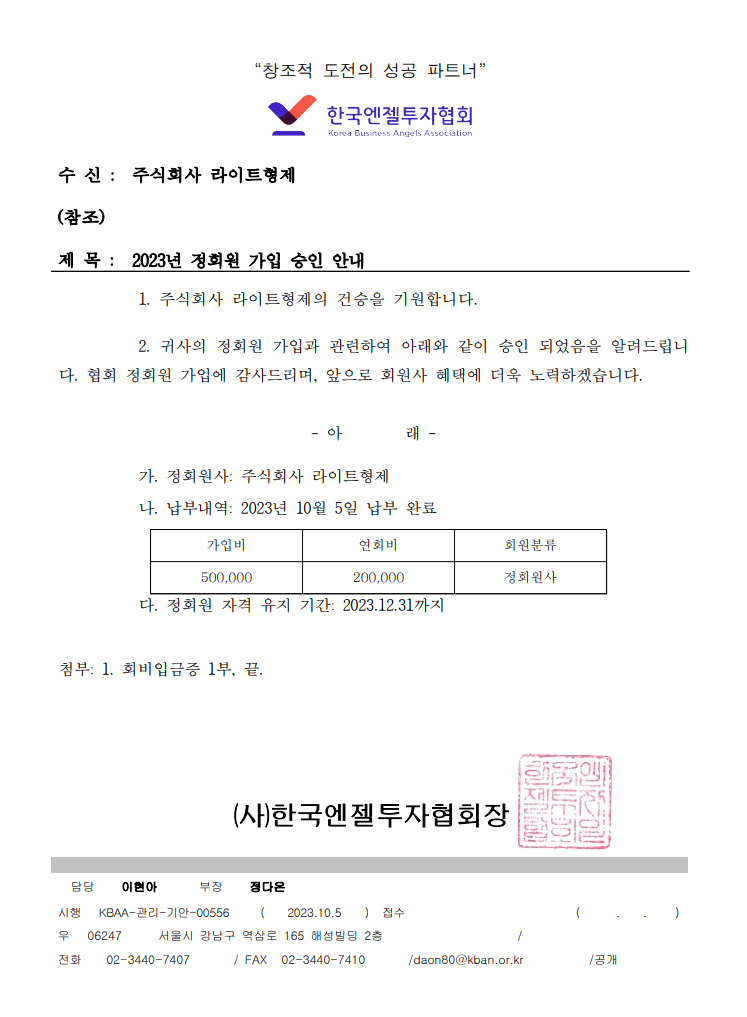 “창조적 도전의 성공 파트너”
한국엔젤투자협회
Korea Business Angels Association
수 신 : 주식회사 라이트형제
(참조)
제 목 : 2023년 정회원 가입 승인 안내
1. 주식회사 라이트형제의 건승을 기원합니다.
2. 귀사의 정회원 가입과 관련하여 아래와 같이 승인 되었음을 알려드립니
다. 협회 정회원 가입에 감사드리며, 앞으로 회원사 혜택에 더욱 노력하겠습니다.
- 아 래 -
가. 정회원사: 주식회사 라이트형제
나. 납부내역: 2023년 10월 5일 납부 완료
가입비 연회비 회원분류
500,000 200,000 정회원사
다. 정회원 자격 유지 기간: 2023.12.31까지
첨부: 1. 회비입금증 1부, 끝.
(사)한국엔젤투자협회장
담당 이현아 부장 정다은
시행 KBAA-관리-기안-00556 ( 2023.10.5 ) 접수 ( . . )
우 06247 서울시 강남구 역삼로 165 해성빌딩 2층 /
전화 02-3440-7407 / FAX 02-3440-7410 /daon80@kban.or.kr /공개